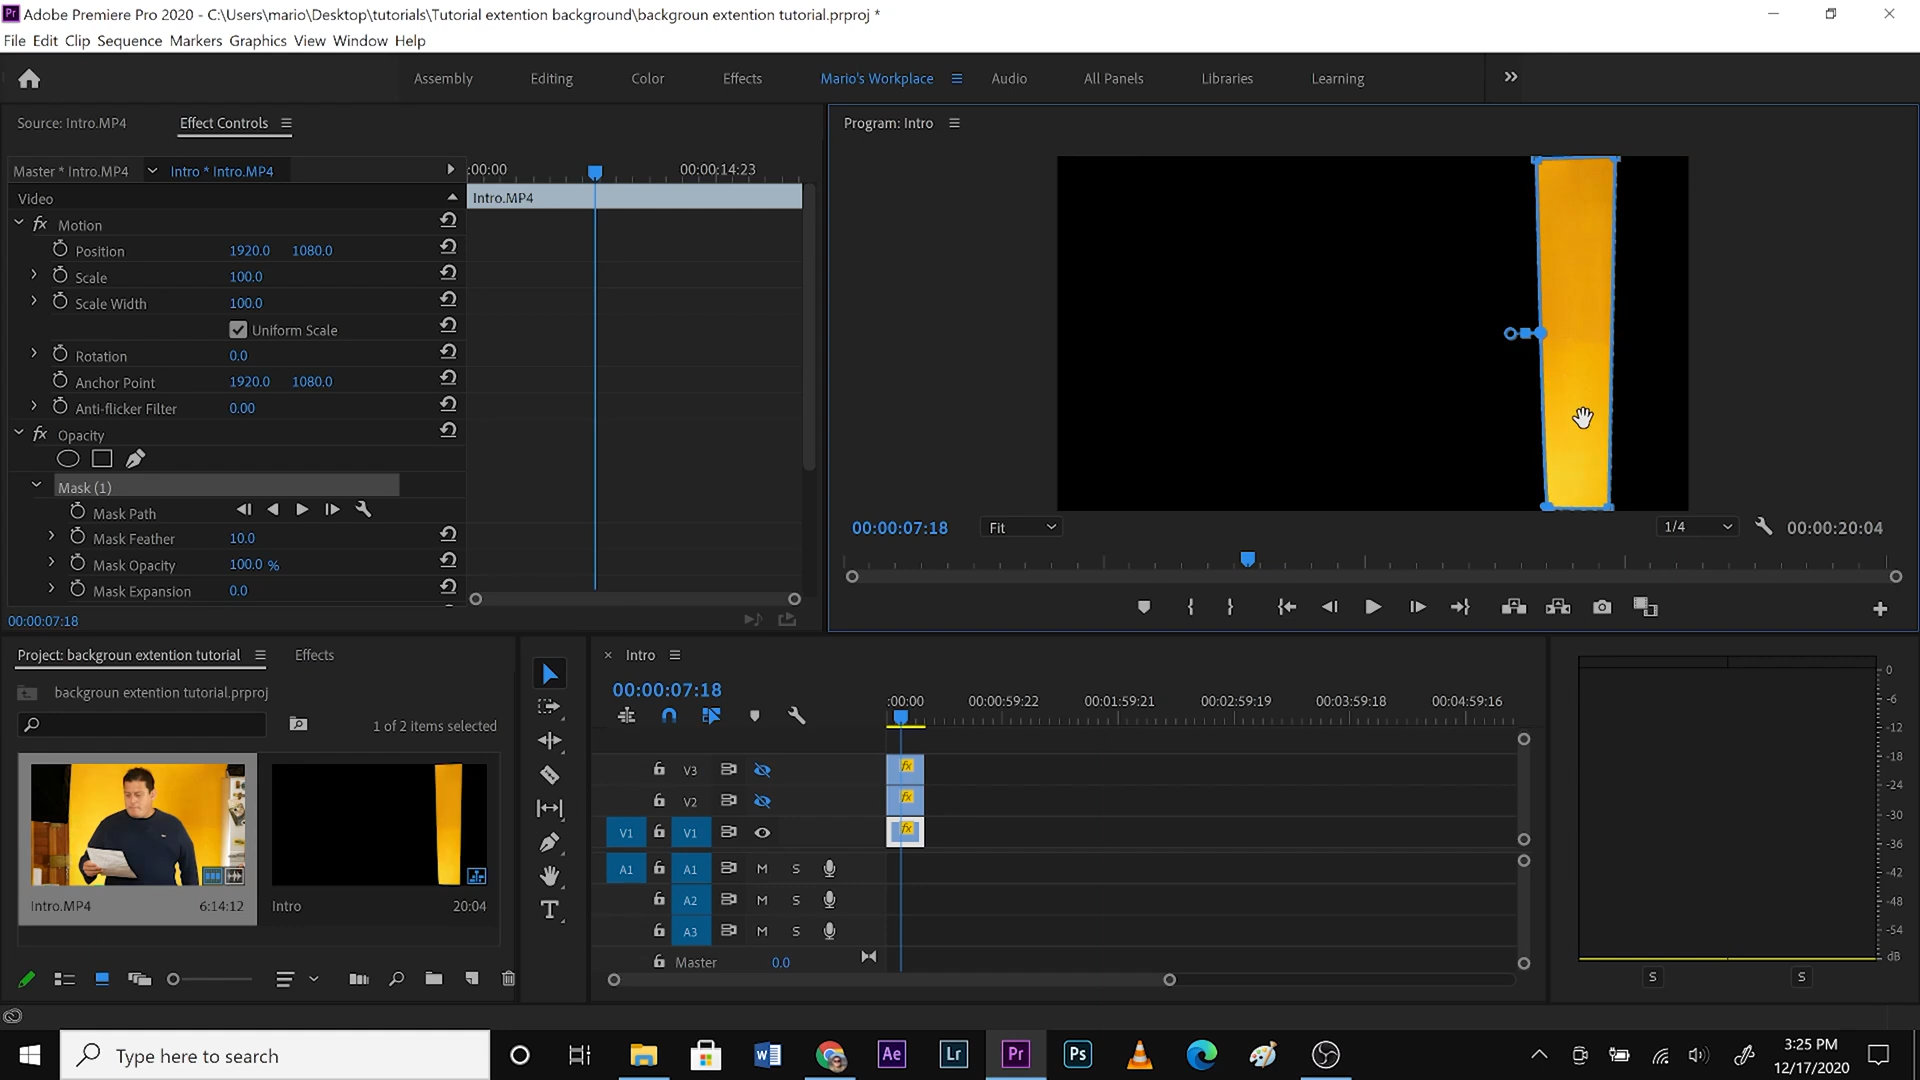 Pr Adobe Premiere Pro 2020 - C:\Users\mario\Desktop\tutorials\Tutorial extention background\backgroun extention tutorial.prproj *
File Edit Clip Sequence Markers Graphics View Window Help
Assembly Editing Color Effects Mario's Workplace Audio All Panels Libraries Learning
Source: Intro.MP4 Effect Controls
Program: Intro
Master * Intro.MP4 Intro * Intro.MP4
:00:00 00:00:14:23
Video
Intro.MP4
fx Motion
Position 1920.0 1080.0
Scale 100.0
Scale Width 100.0
Uniform Scale
Rotation 0.0
Anchor Point 1920.0 1080.0
Anti-flicker Filter 0.00
fx Opacity
Mask (1)
Mask Path
Mask Feather 10.0
Mask Opacity 100.0 %
Mask Expansion 0.0
00:00:07:18
00:00:07:18 Fit 1/4 00:00:20:04
Project: backgroun extention tutorial Effects
backgroun extention tutorial.prproj
1 of 2 items selected
Intro.MP4 6:14:12
Intro 20:04
Intro
00:00:07:18
:00:00 00:00:59:22 00:01:59:21 00:02:59:19 00:03:59:18 00:04:59:16
V3 fx
V2 fx
V1 V1 fx
A1 A1 M S
A2 M S
A3 M S
Master 0.0
0
-6
-12
-18
-24
-30
-36
-42
-48
-54
dB
S S
Type here to search
Ae Lr Pr Ps
3:25 PM
12/17/2020